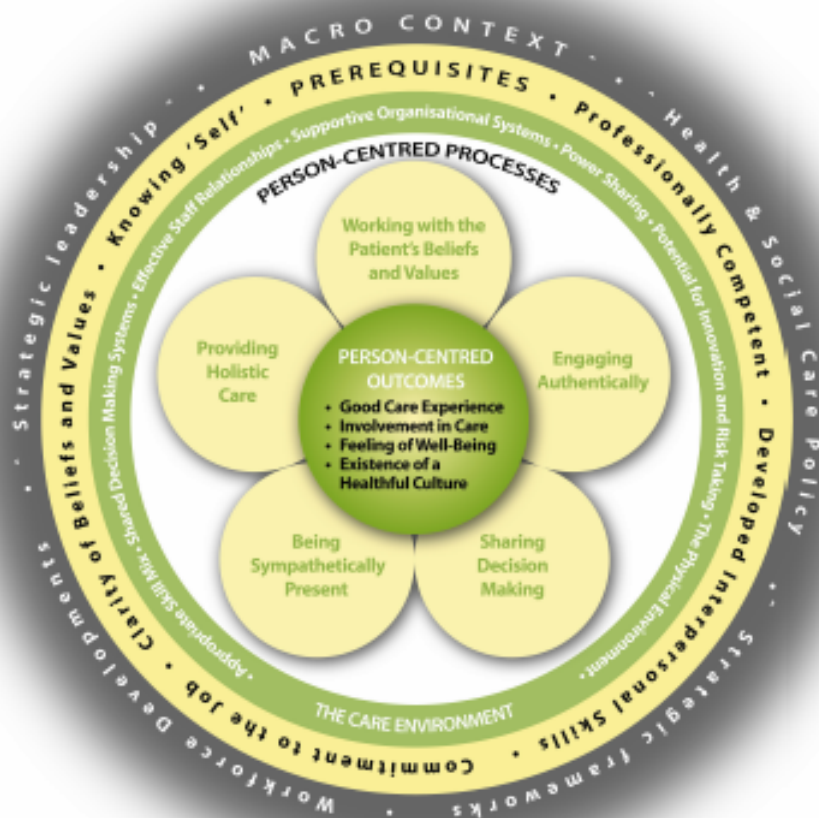 MACRO CONTEXT
Health & Social Care Policy
Strategic frameworks
Workforce Developments
Strategic leadership
PREREQUISITES
Professionally Competent
Developed Interpersonal Skills
Commitment to the Job
Clarity of Beliefs and Values
Knowing ‘Self’
THE CARE ENVIRONMENT
• Appropriate Skill Mix • Shared Decision Making Systems • Effective Staff Relationships • Supportive Organisational Systems • Power Sharing • Potential for Innovation and Risk Taking • The Physical Environment •
PERSON-CENTRED PROCESSES
Working with the
Patient's Beliefs
and Values
Engaging
Authentically
Sharing
Decision
Making
Being
Sympathetically
Present
Providing
Holistic
Care
PERSON-CENTRED
OUTCOMES
• Good Care Experience
• Involvement in Care
• Feeling of Well-Being
• Existence of a
Healthful Culture